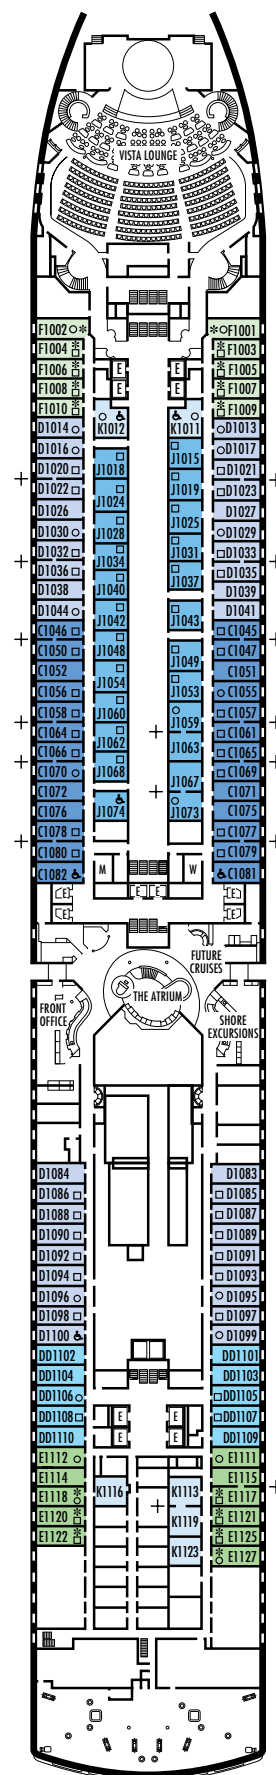 VISTA LOUNGE
F1002 F1001
F1004 F1003
E
F1006 E F1005
F1008 E E F1007
F1010 F1009
D1014 K1012 K1011 D1013
D1016 J1015 D1017
D1020 J1018 D1021
D1022 J1019 D1023
J1024
D1026 J1025 D1027
D1030 J1028 D1029
D1032 J1031 D1033
D1036 J1034 J1037 D1035
D1038 J1040 D1039
D1044 J1042 J1043 D1041
C1046 C1045
C1050 J1048 J1049 C1047
C1052 C1051
C1056 J1054 J1053 C1055
C1058 J1060 J1059 C1057
C1064 J1062 J1063 C1061
C1066 C1065
C1070 J1068 J1067 C1069
C1072 C1071
C1076 J1074 J1073 C1075
C1078 C1077
C1080 C1079
C1082 M W C1081
E E E E
E E
FUTURE
CRUISES
THE ATRIUM
FRONT
OFFICE
SHORE
EXCURSIONS
D1084 D1083
D1086 D1085
D1088 D1087
D1090 D1089
D1092 D1091
D1094 D1093
D1096 D1095
D1098 D1097
D1100 D1099
DD1102 DD1101
DD1104 DD1103
DD1106 DD1105
DD1108 E E DD1107
DD1110 E E DD1109
E1112 E1111
E1114 E1115
E1118 K1116 K1113 E1117
E1120 K1119 E1121
E1122 E1125
K1123 E1127